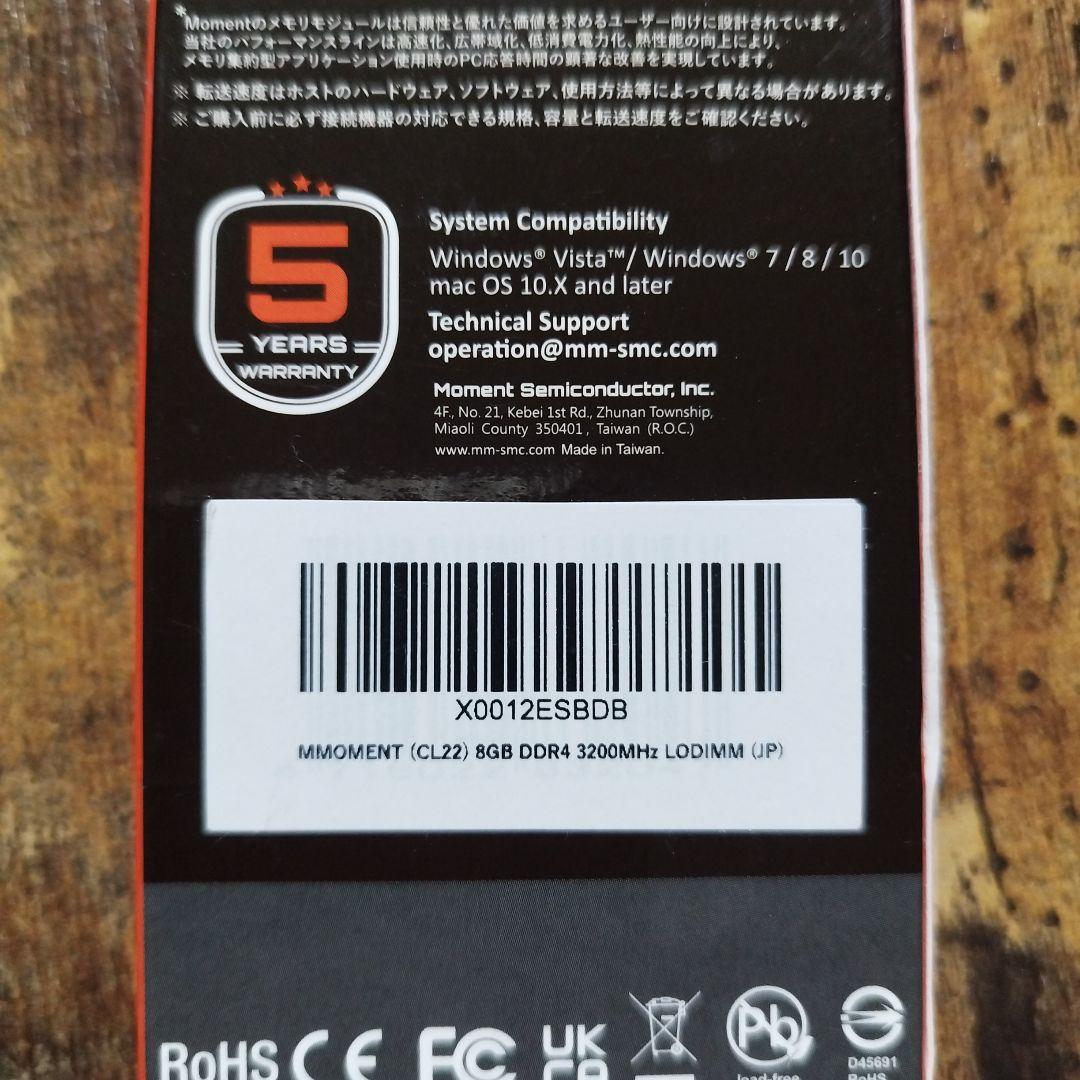 *Momentのメモリモジュールは信頼性と優れた価値を求めるユーザー向けに設計されています。
当社のパフォーマンスラインは高速化、広帯域化、低消費電力化、熱性能の向上により、
メモリ集約型アプリケーション使用時のPC応答時間の顕著な改善を実現しています。
※ 転送速度はホストのハードウェア、ソフトウェア、使用方法等によって異なる場合があります。
※ ご購入前に必ず接続機器の対応できる規格、容量と転送速度をご確認ください。
5
YEARS
WARRANTY
System Compatibility
Windows® Vista™/ Windows® 7 / 8 / 10
mac OS 10.X and later
Technical Support
operation@mm-smc.com
Moment Semiconductor, Inc.
4F., No. 21, Kebei 1st Rd., Zhunan Township,
Miaoli County 350401, Taiwan (R.O.C.)
www.mm-smc.com Made in Taiwan.
X0012ESBDB
MMOMENT (CL22) 8GB DDR4 3200MHz LODIMM (JP)
RoHS CE FC UK CA Pb
lead-free
D45691
RoHS